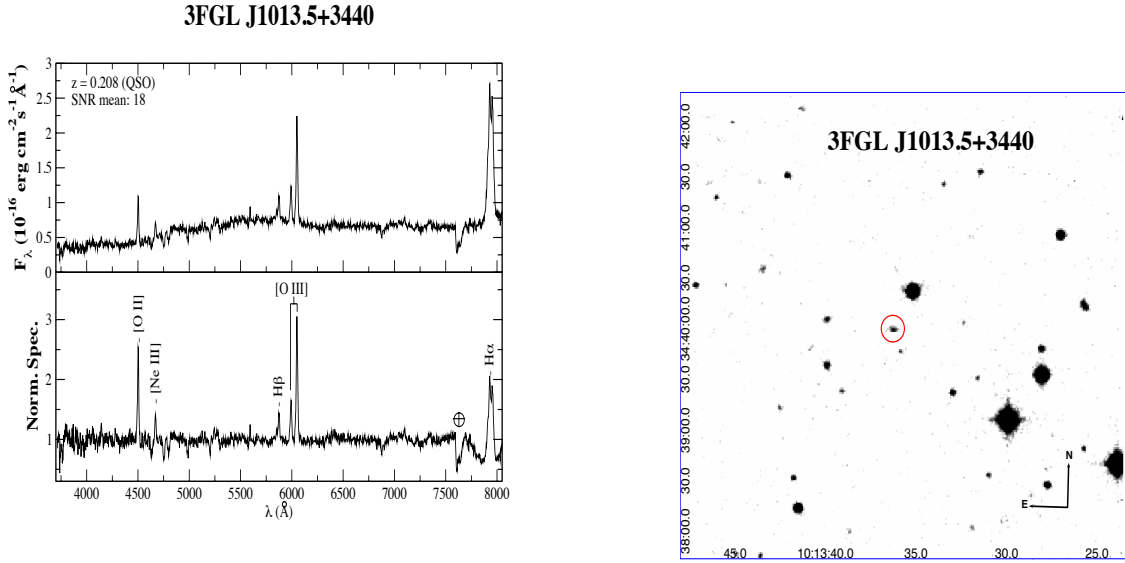 3FGL J1013.5+3440
z = 0.208 (QSO)
SNR mean: 18
3
2.5
2
1.5
1
0.5
0
F_λ (10^-16 erg cm^-2 s^-1 Å^-1)
[O II]
[Ne III]
Hβ
[O III]
⊕
Hα
3
2
1
Norm. Spec.
4000 4500 5000 5500 6000 6500 7000 7500 8000
λ (Å)
3FGL J1013.5+3440
42:00.0
30.0
41:00.0
30.0
34:40:00.0
30.0
39:00.0
30.0
38:00.0
N
E
45.0 10:13:40.0 35.0 30.0 25.0